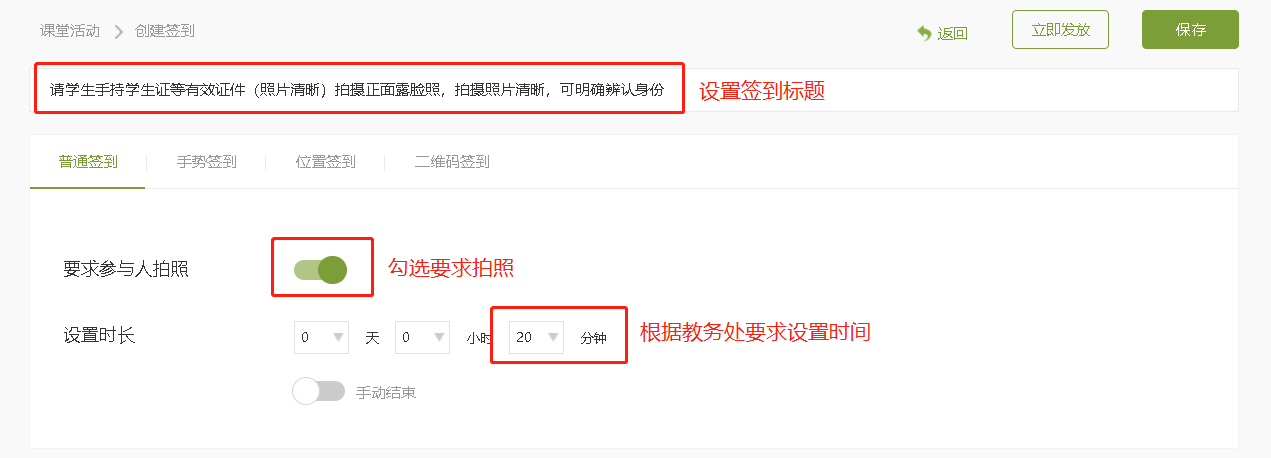 课堂活动 > 创建签到 返回 立即发放 保存
请学生手持学生证等有效证件（照片清晰）拍摄正面露脸照，拍摄照片清晰，可明确辨认身份 设置签到标题
普通签到 手势签到 位置签到 二维码签到
要求参与人拍照 勾选要求拍照
设置时长 0 天 0 小时 20 分钟 根据教务处要求设置时间
手动结束